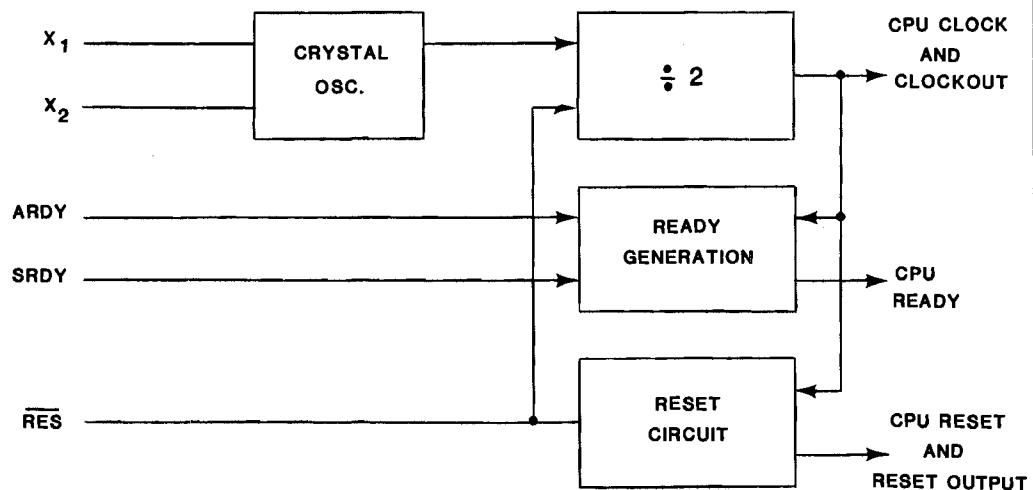 X1
X2
CRYSTAL
OSC.
÷ 2
CPU CLOCK
AND
CLOCKOUT
ARDY
SRDY
READY
GENERATION
CPU
READY
RES
RESET
CIRCUIT
CPU RESET
AND
RESET OUTPUT